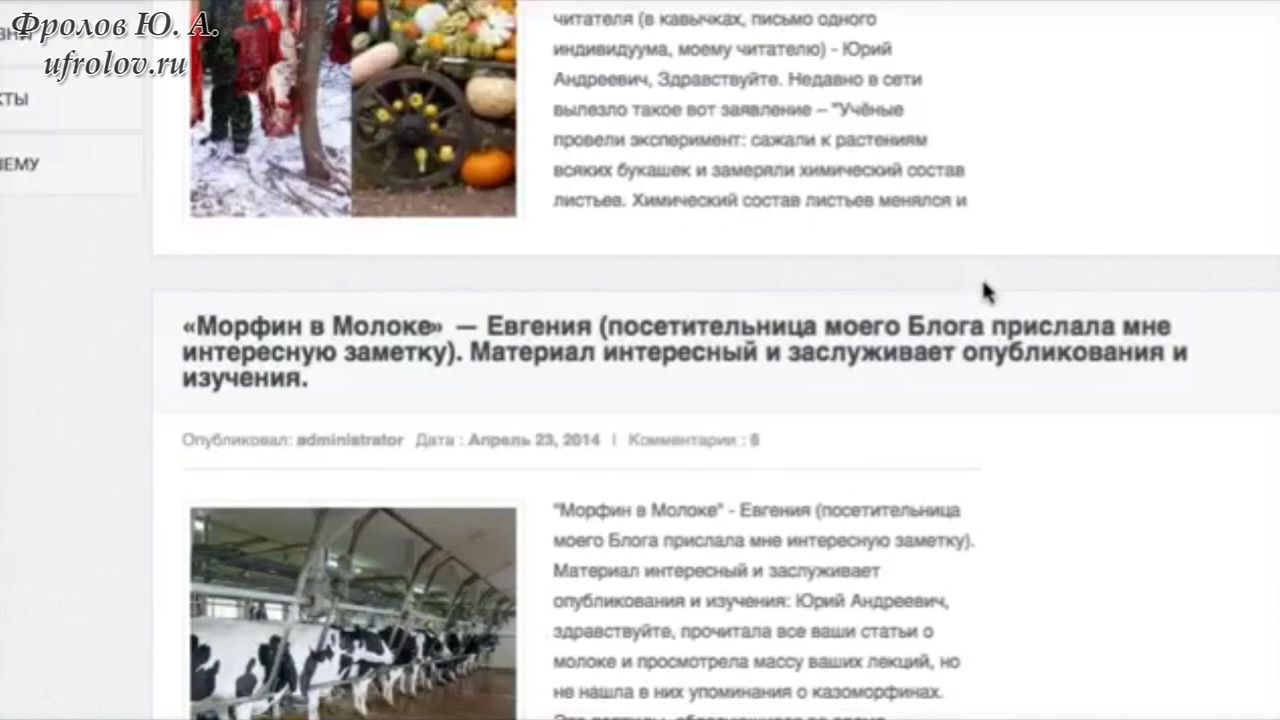 Фролов Ю. А.
ufrolov.ru
КТЫ
ЧЕМУ
читателя (в кавычках, письмо одного
индивидуума, моему читателю) - Юрий
Андреевич, Здравствуйте. Недавно в сети
вылезло такое вот заявление – "Учёные
провели эксперимент: сажали к растениям
всяких букашек и замеряли химический состав
листьев. Химический состав листьев менялся и
«Морфин в Молоке» — Евгения (посетительница моего Блога прислала мне
интересную заметку). Материал интересный и заслуживает опубликования и
изучения.
Опубликовал: administrator Дата : Апрель 23, 2014 | Комментарии : 6
"Морфин в Молоке" - Евгения (посетительница
моего Блога прислала мне интересную заметку).
Материал интересный и заслуживает
опубликования и изучения: Юрий Андреевич,
здравствуйте, прочитала все ваши статьи о
молоке и просмотрела массу ваших лекций, но
не нашла в них упоминания о казоморфинах.